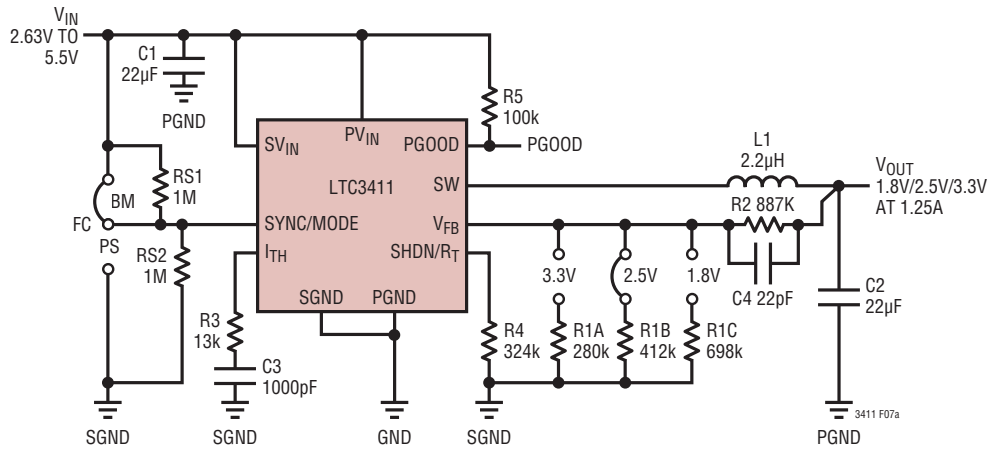 VIN
2.63V TO
5.5V
C1
22µF
PGND
R5
100k
PGOOD
SVIN
PVIN
PGOOD
LTC3411
SW
SYNC/MODE
VFB
ITH
SHDN/RT
SGND
PGND
RS1
1M
BM
FC
PS
RS2
1M
R3
13k
C3
1000pF
L1
2.2µH
VOUT
1.8V/2.5V/3.3V
AT 1.25A
R2 887K
C4 22pF
C2
22µF
3.3V
2.5V
1.8V
R4
324k
R1A
280k
R1B
412k
R1C
698k
SGND
SGND
GND
SGND
PGND
3411 F07a